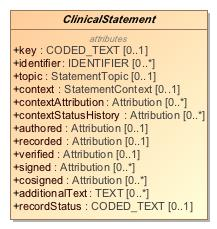 ClinicalStatement
attributes
+key : CODED_TEXT [0..1]
+identifier : IDENTIFIER [0..*]
+topic : StatementTopic [0..1]
+context : StatementContext [0..1]
+contextAttribution : Attribution [0..*]
+contextStatusHistory : Attribution [0..*]
+authored : Attribution [0..1]
+recorded : Attribution [0..1]
+verified : Attribution [0..*]
+signed : Attribution [0..*]
+cosigned : Attribution [0..*]
+additionalText : TEXT [0..*]
+recordStatus : CODED_TEXT [0..1]